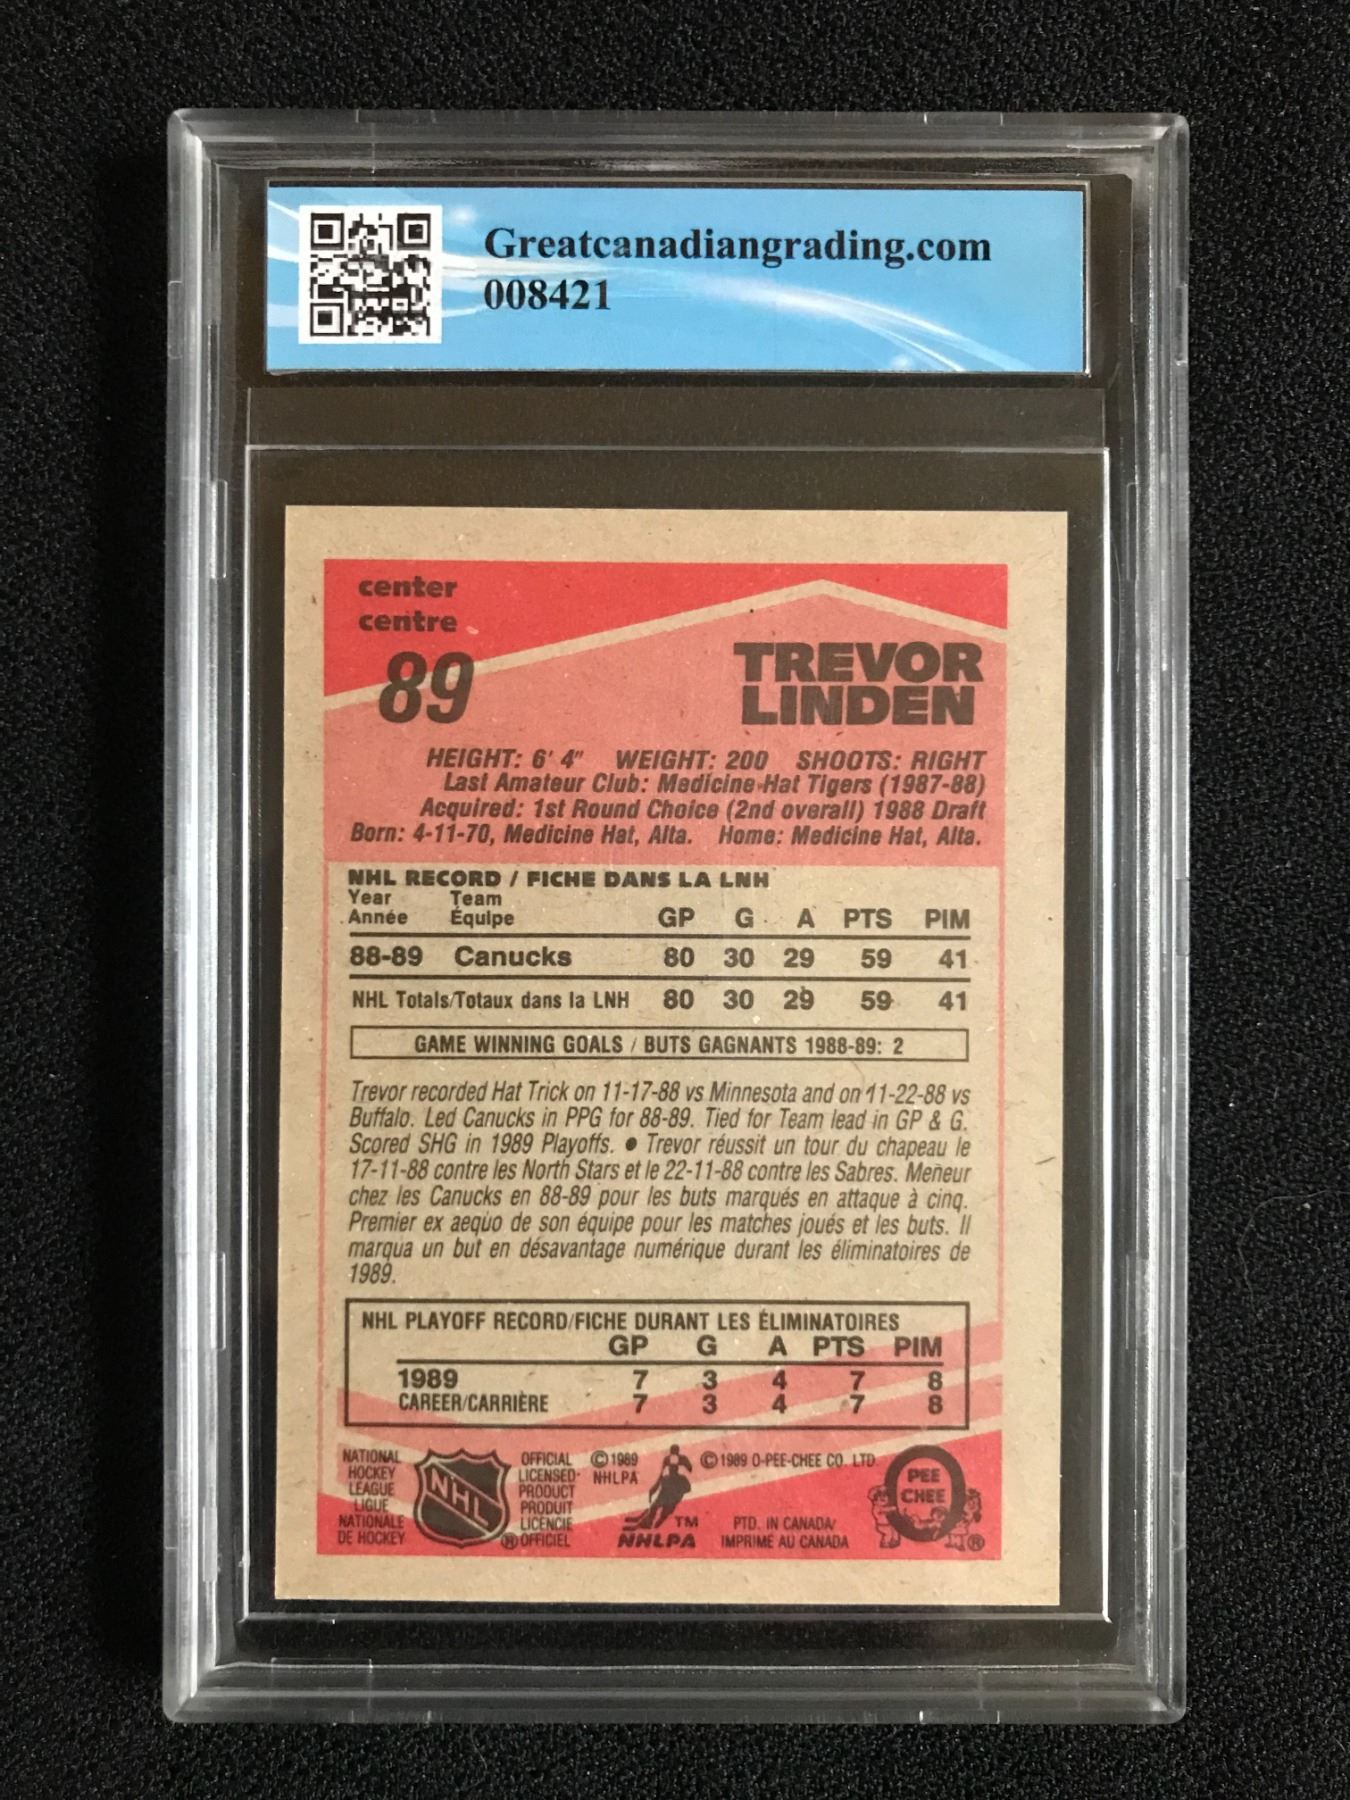 Greatcanadiangrading.com
008421
center
centre
89
TREVOR
LINDEN
HEIGHT: 6' 4" WEIGHT: 200 SHOOTS: RIGHT
Last Amateur Club: Medicine Hat Tigers (1987-88)
Acquired: 1st Round Choice (2nd overall) 1988 Draft
Born: 4-11-70, Medicine Hat, Alta. Home: Medicine Hat, Alta.
NHL RECORD / FICHE DANS LA LNH
Year Team
Année Équipe GP G A PTS PIM
88-89 Canucks 80 30 29 59 41
NHL Totals/Totaux dans la LNH 80 30 29 59 41
GAME WINNING GOALS / BUTS GAGNANTS 1988-89: 2
Trevor recorded Hat Trick on 11-17-88 vs Minnesota and on 11-22-88 vs
Buffalo. Led Canucks in PPG for 88-89. Tied for Team lead in GP & G.
Scored SHG in 1989 Playoffs. ● Trevor réussit un tour du chapeau le
17-11-88 contre les North Stars et le 22-11-88 contre les Sabres. Meneur
chez les Canucks en 88-89 pour les buts marqués en attaque à cinq.
Premier ex aequo de son équipe pour les matches joués et les buts. Il
marqua un but en désavantage numérique durant les éliminatoires de
1989.
NHL PLAYOFF RECORD/FICHE DURANT LES ÉLIMINATOIRES
GP G A PTS PIM
1989 7 3 4 7 8
CAREER/CARRIÈRE 7 3 4 7 8
NATIONAL
HOCKEY
LEAGUE
LIGUE
NATIONALE
DE HOCKEY
NHL
®
OFFICIAL
LICENSED
PRODUCT
PRODUIT
LICENCIE
OFFICIEL
©1989
NHLPA
TM
NHLPA
©1989 O-PEE-CHEE CO. LTD.
PTD. IN CANADA/
IMPRIMÉ AU CANADA
O
PEE
CHEE
®